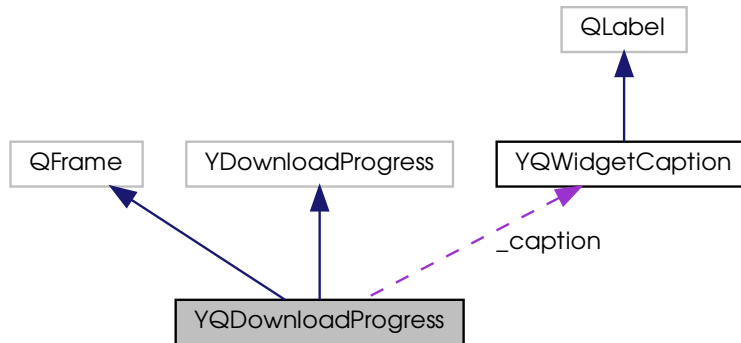 QLabel
QFrame
YDownloadProgress
YQWidgetCaption
_caption
YQDownloadProgress